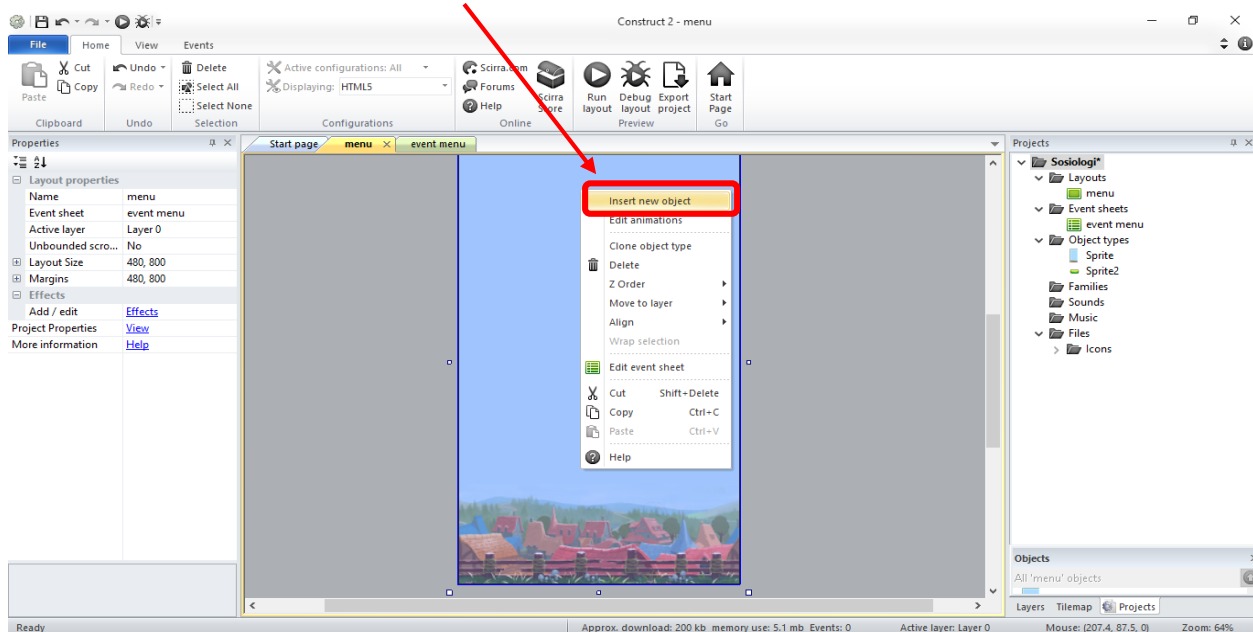 Construct 2 - menu
File Home View Events
Paste
Cut
Copy
Clipboard
Undo
Redo
Undo
Delete
Select All
Select None
Selection
Active configurations: All
Displaying: HTML5
Configurations
Scirra.com
Forums
Help
Scirra Store
Online
Run layout
Debug layout
Export project
Preview
Start Page
Go
Properties
Layout properties
Name menu
Event sheet event menu
Active layer Layer 0
Unbounded scro... No
Layout Size 480, 800
Margins 480, 800
Effects
Add / edit Effects
Project Properties View
More information Help
Start page menu event menu
Insert new object
Edit animations
Clone object type
Delete
Z Order
Move to layer
Align
Wrap selection
Edit event sheet
Cut Shift+Delete
Copy Ctrl+C
Paste Ctrl+V
Help
Projects
Sosiologi*
Layouts
menu
Event sheets
event menu
Object types
Sprite
Sprite2
Families
Sounds
Music
Files
Icons
Objects
All 'menu' objects
Layers Tilemap Projects
Ready Approx. download: 200 kb memory use: 5.1 mb Events: 0 Active layer: Layer 0 Mouse: (207.4, 87.5, 0) Zoom: 64%